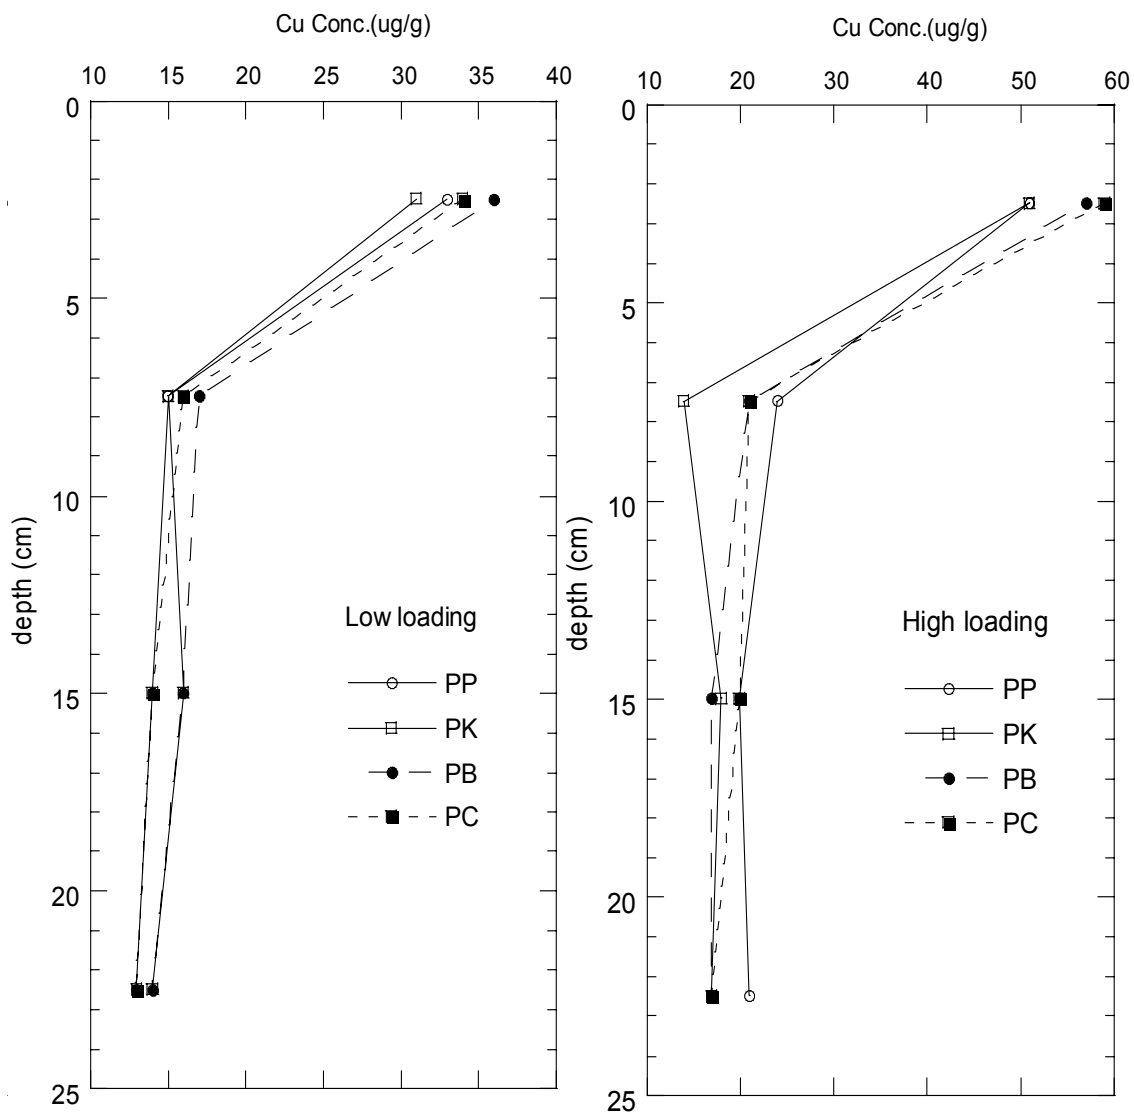 Cu Conc.(ug/g)
10 15 20 25 30 35 40
0
5
10
15
20
25
depth (cm)
Low loading
PP
PK
PB
PC
Cu Conc.(ug/g)
10 20 40 50 60
0
5
10
15
20
25
depth (cm)
High loading
PP
PK
PB
PC